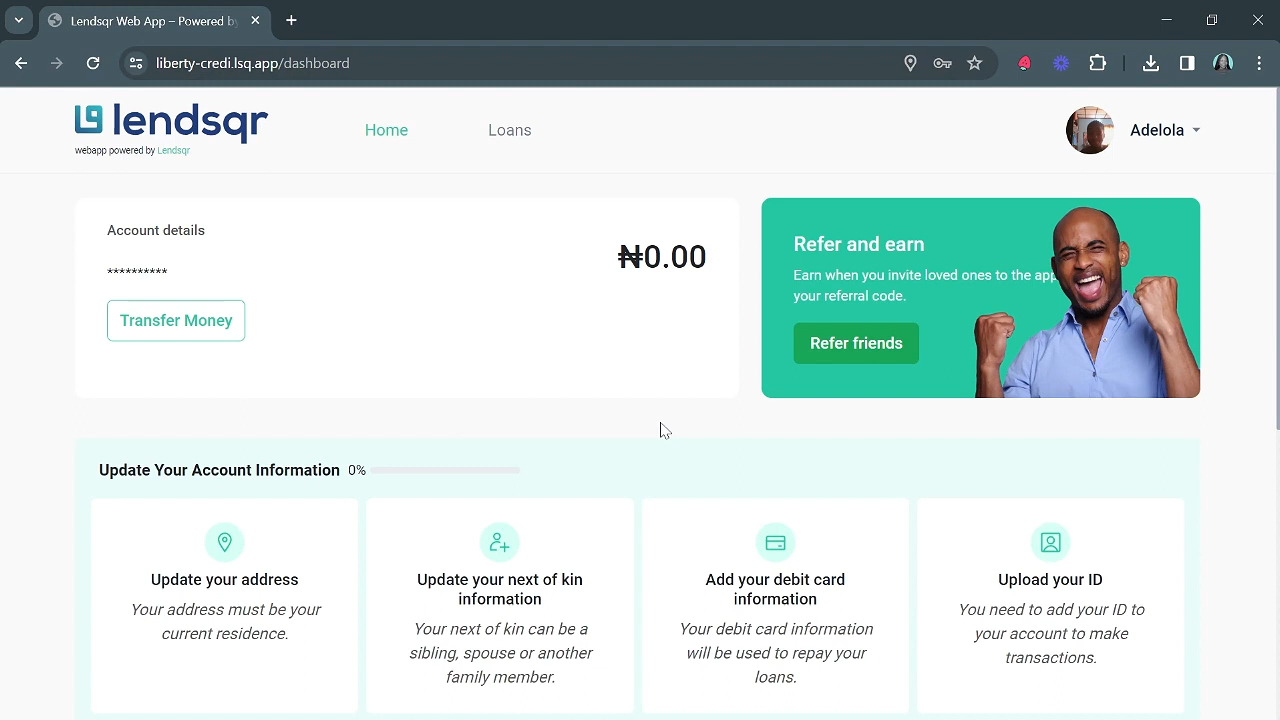 Lendsqr Web App – Powered by
liberty-credi.lsq.app/dashboard
lendsqr
webapp powered by Lendsqr
Home
Loans
Adelola
Account details
**********
₦0.00
Transfer Money
Refer and earn
Earn when you invite loved ones to the app
your referral code.
Refer friends
Update Your Account Information 0%
Update your address
Your address must be your
current residence.
Update your next of kin
information
Your next of kin can be a
sibling, spouse or another
family member.
Add your debit card
information
Your debit card information
will be used to repay your
loans.
Upload your ID
You need to add your ID to
your account to make
transactions.